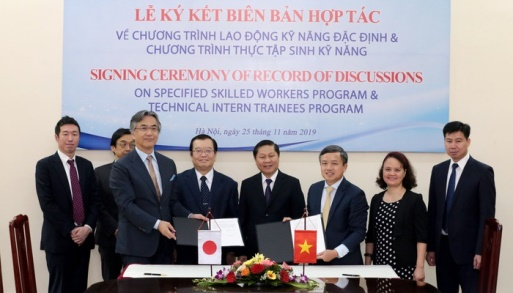 LỄ KÝ KẾT BIÊN BẢN HỢP TÁC
VỀ CHƯƠNG TRÌNH LAO ĐỘNG KỸ NĂNG ĐẶC ĐỊNH &
CHƯƠNG TRÌNH THỰC TẬP SINH KỸ NĂNG
SIGNING CEREMONY OF RECORD OF DISCUSSIONS
ON SPECIFIED SKILLED WORKERS PROGRAM &
TECHNICAL INTERN TRAINEES PROGRAM
Hà Nội, ngày 25 tháng 11 năm 2019